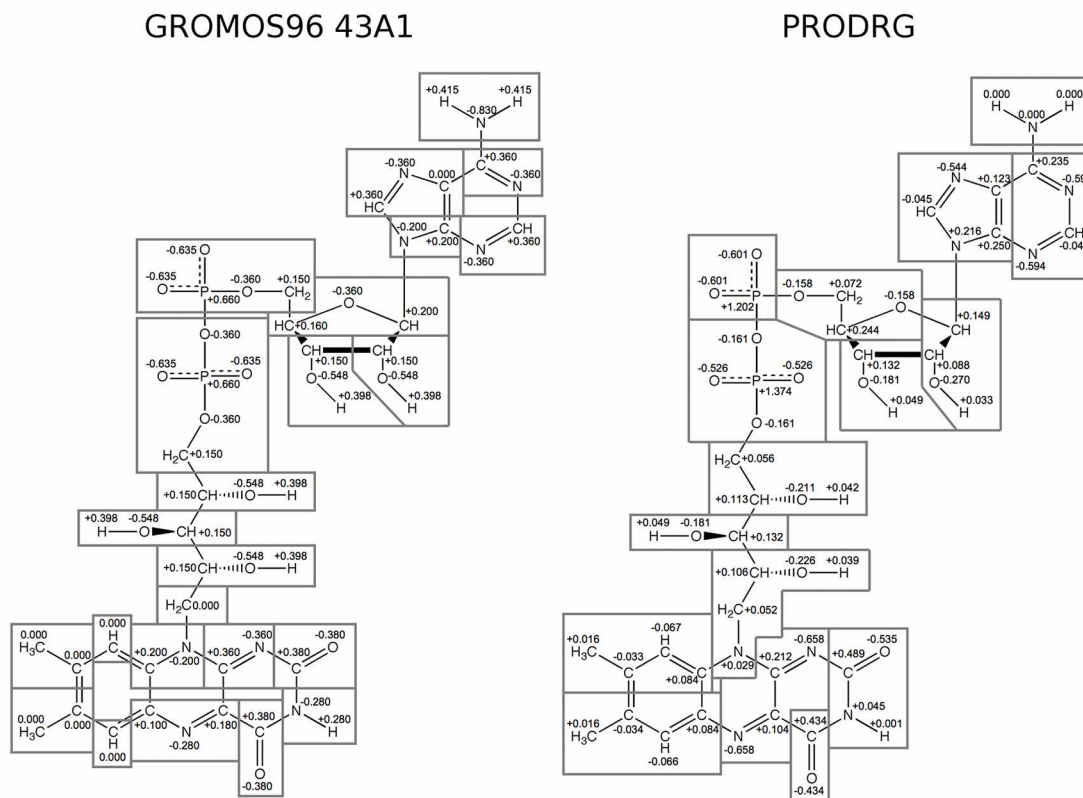 GROMOS96 43A1
+0.415 +0.415
H -0.830 H
N
-0.360 +0.360
N 0.000 C -0.360
C N
+0.360
HC
-0.200 C CH
N +0.200 N +0.360
-0.360
-0.635 O
-0.635 -0.360 +0.150
O P O CH2
+0.660
-0.360
O +0.200
HC CH
+0.160
-0.360
O
CH CH
+0.150 +0.150
O -0.548 O -0.548
+0.398 +0.398
H H
-0.635 -0.635
O P O
+0.660
O -0.360
H2C +0.150
-0.548 +0.398
+0.150 CH O H
+0.398 -0.548
H O CH +0.150
-0.548 +0.398
+0.150 CH O H
H2C 0.000
0.000 0.000 -0.360 -0.380
H3C H N N O
0.000 C +0.200 -0.200 +0.360 +0.380
C C C C
-0.280
0.000 +0.380 N +0.280
H3C C C C C C H
0.000 +0.100 N +0.180
H -0.280 O
0.000 -0.380
PRODRG
0.000 0.000
H 0.000 H
N
-0.544 +0.235
N +0.123 C -0.59
C N
-0.045
HC
+0.216 C CH
N +0.250 N -0.04
-0.594
-0.601 O
-0.601 -0.158 +0.072
O P O CH2
+1.202
-0.158
O +0.149
HC CH
+0.244
-0.161
O
CH CH
+0.132 +0.088
O -0.181 O -0.270
+0.049 +0.033
H H
-0.526 -0.526
O P O
+1.374
O -0.161
H2C +0.056
-0.211 +0.042
+0.113 CH O H
+0.049 -0.181
H O CH +0.132
-0.226 +0.039
+0.106 CH O H
H2C +0.052
+0.016 -0.067 -0.658 -0.535
H3C H N N O
-0.033 C +0.029 +0.212 +0.489
C +0.084 C C C
+0.045
+0.016 +0.434 N +0.001
H3C C C C C C H
-0.034 +0.084 N +0.104
H -0.658 O
-0.066 -0.434